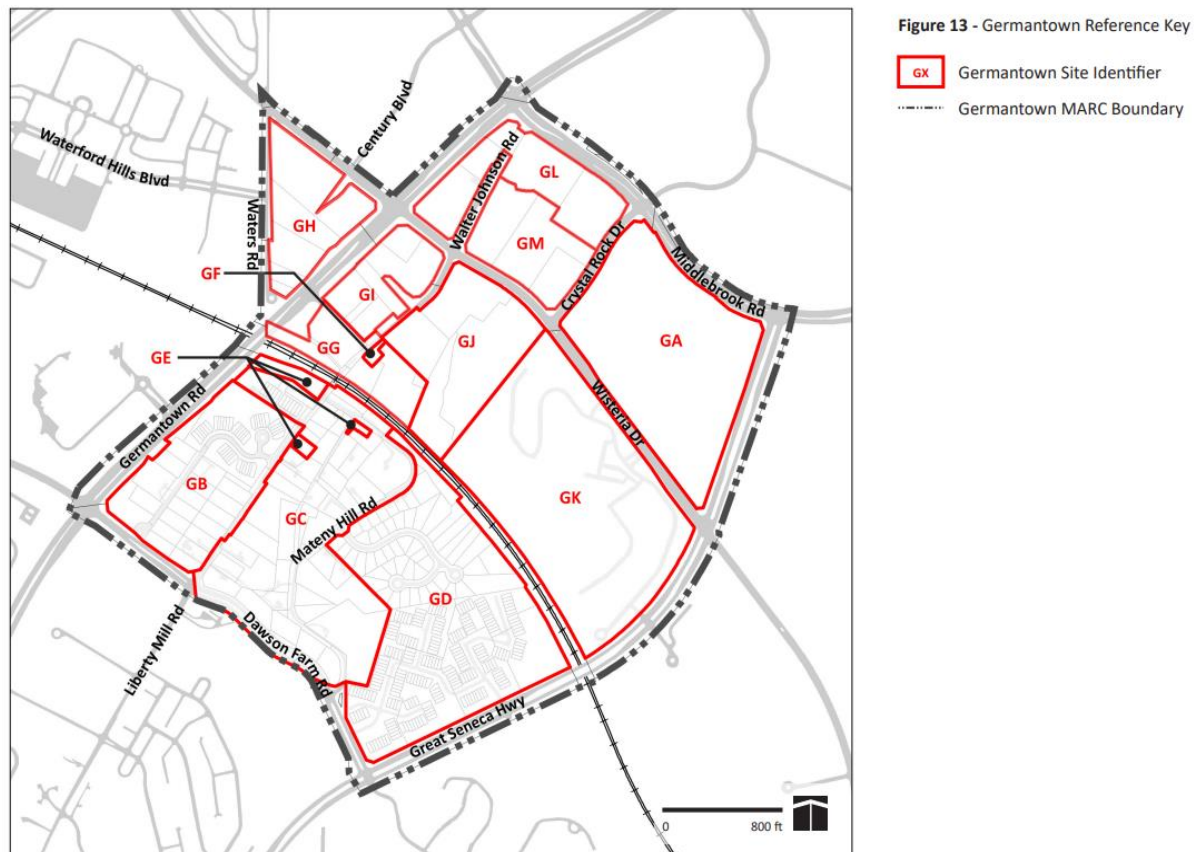 Figure 13 - Germantown Reference Key
GX Germantown Site Identifier
Germantown MARC Boundary
Waterford Hills Blvd
Century Blvd
Waters Rd
Walter Johnson Rd
GL
GH
GM
Crystal Rock Dr
Middlebrook Rd
GF
GI
GA
GG
GJ
GE
Wisteria Dr
Germantown Rd
GB
GC
GK
Mateny Hill Rd
GD
Liberty Mill Rd
Dawson Farm Rd
Great Seneca Hwy
0 800 ft